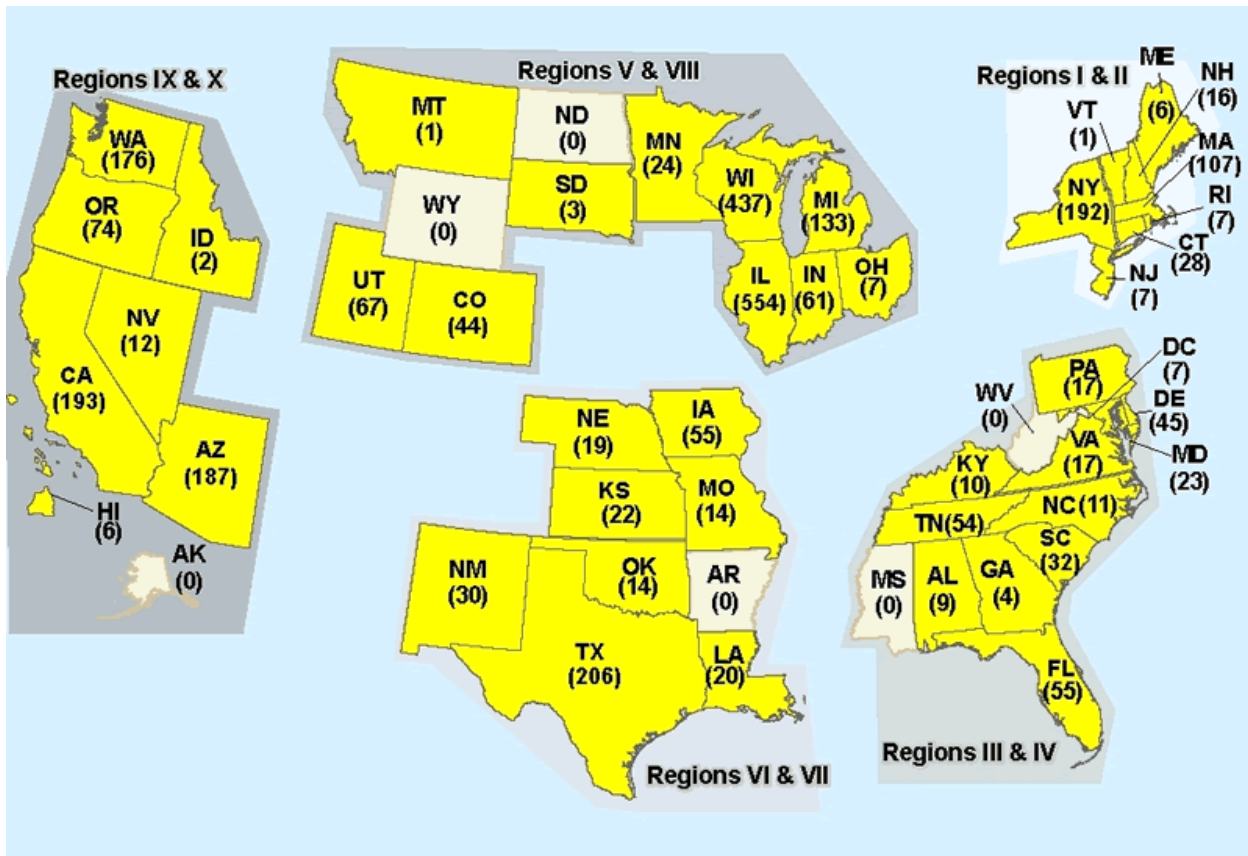 Regions IX & X
WA
(176)
OR
(74)
ID
(2)
NV
(12)
CA
(193)
AZ
(187)
HI
(6)
AK
(0)
Regions V & VIII
MT
(1)
ND
(0)
MN
(24)
SD
(3)
WY
(0)
WI
(437)
MI
(133)
UT
(67)
CO
(44)
IL
(554)
IN
(61)
OH
(7)
Regions I & II
ME
(6)
NH
(16)
VT
(1)
MA
(107)
NY
(192)
RI
(7)
CT
(28)
NJ
(7)
NE
(19)
IA
(55)
KS
(22)
MO
(14)
NM
(30)
OK
(14)
AR
(0)
TX
(206)
LA
(20)
Regions VI & VII
PA
(17)
DC
(7)
WV
(0)
DE
(45)
VA
(17)
MD
(23)
KY
(10)
NC(11)
TN(54)
SC
(32)
MS
(0)
AL
(9)
GA
(4)
FL
(55)
Regions III & IV